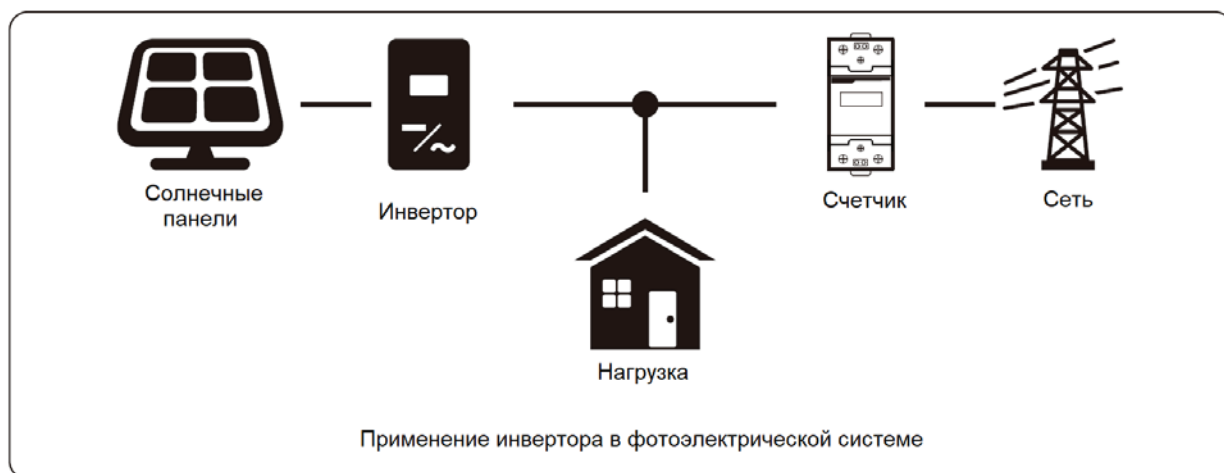 Солнечные
панели
Инвертор
Счетчик
Сеть
Нагрузка
Применение инвертора в фотоэлектрической системе